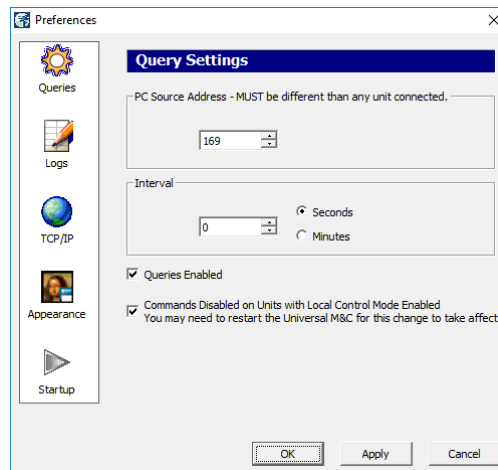 Preferences
Queries
Logs
TCP/IP
Appearance
Startup
Query Settings
PC Source Address - MUST be different than any unit connected.
169
Interval
0
Seconds
Minutes
Queries Enabled
Commands Disabled on Units with Local Control Mode Enabled
You may need to restart the Universal M&C for this change to take affect
OK
Apply
Cancel